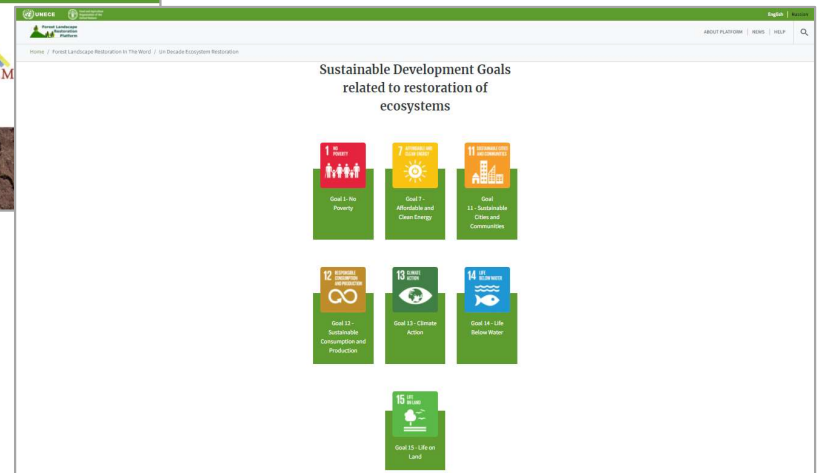 UNECE
English | Russian
Forest Landscape
Restoration
Platform
ABOUT PLATFORM | NEWS | HELP
Home / Forest Landscape Restoration In The Word / Un Decade Ecosystem Restoration
M
Sustainable Development Goals
related to restoration of
ecosystems
1 NO
POVERTY
Goal 1- No
Poverty
7 AFFORDABLE AND
CLEAN ENERGY
Goal 7 -
Affordable and
Clean Energy
11 SUSTAINABLE CITIES
AND COMMUNITIES
Goal
11 - Sustainable
Cities and
Communities
12 RESPONSIBLE
CONSUMPTION
AND PRODUCTION
Goal 12 -
Sustainable
Consumption and
Production
13 CLIMATE
ACTION
Goal 13 - Climate
Action
14 LIFE
BELOW WATER
Goal 14 - Life
Below Water
15 LIFE
ON LAND
Goal 15 - Life on
Land